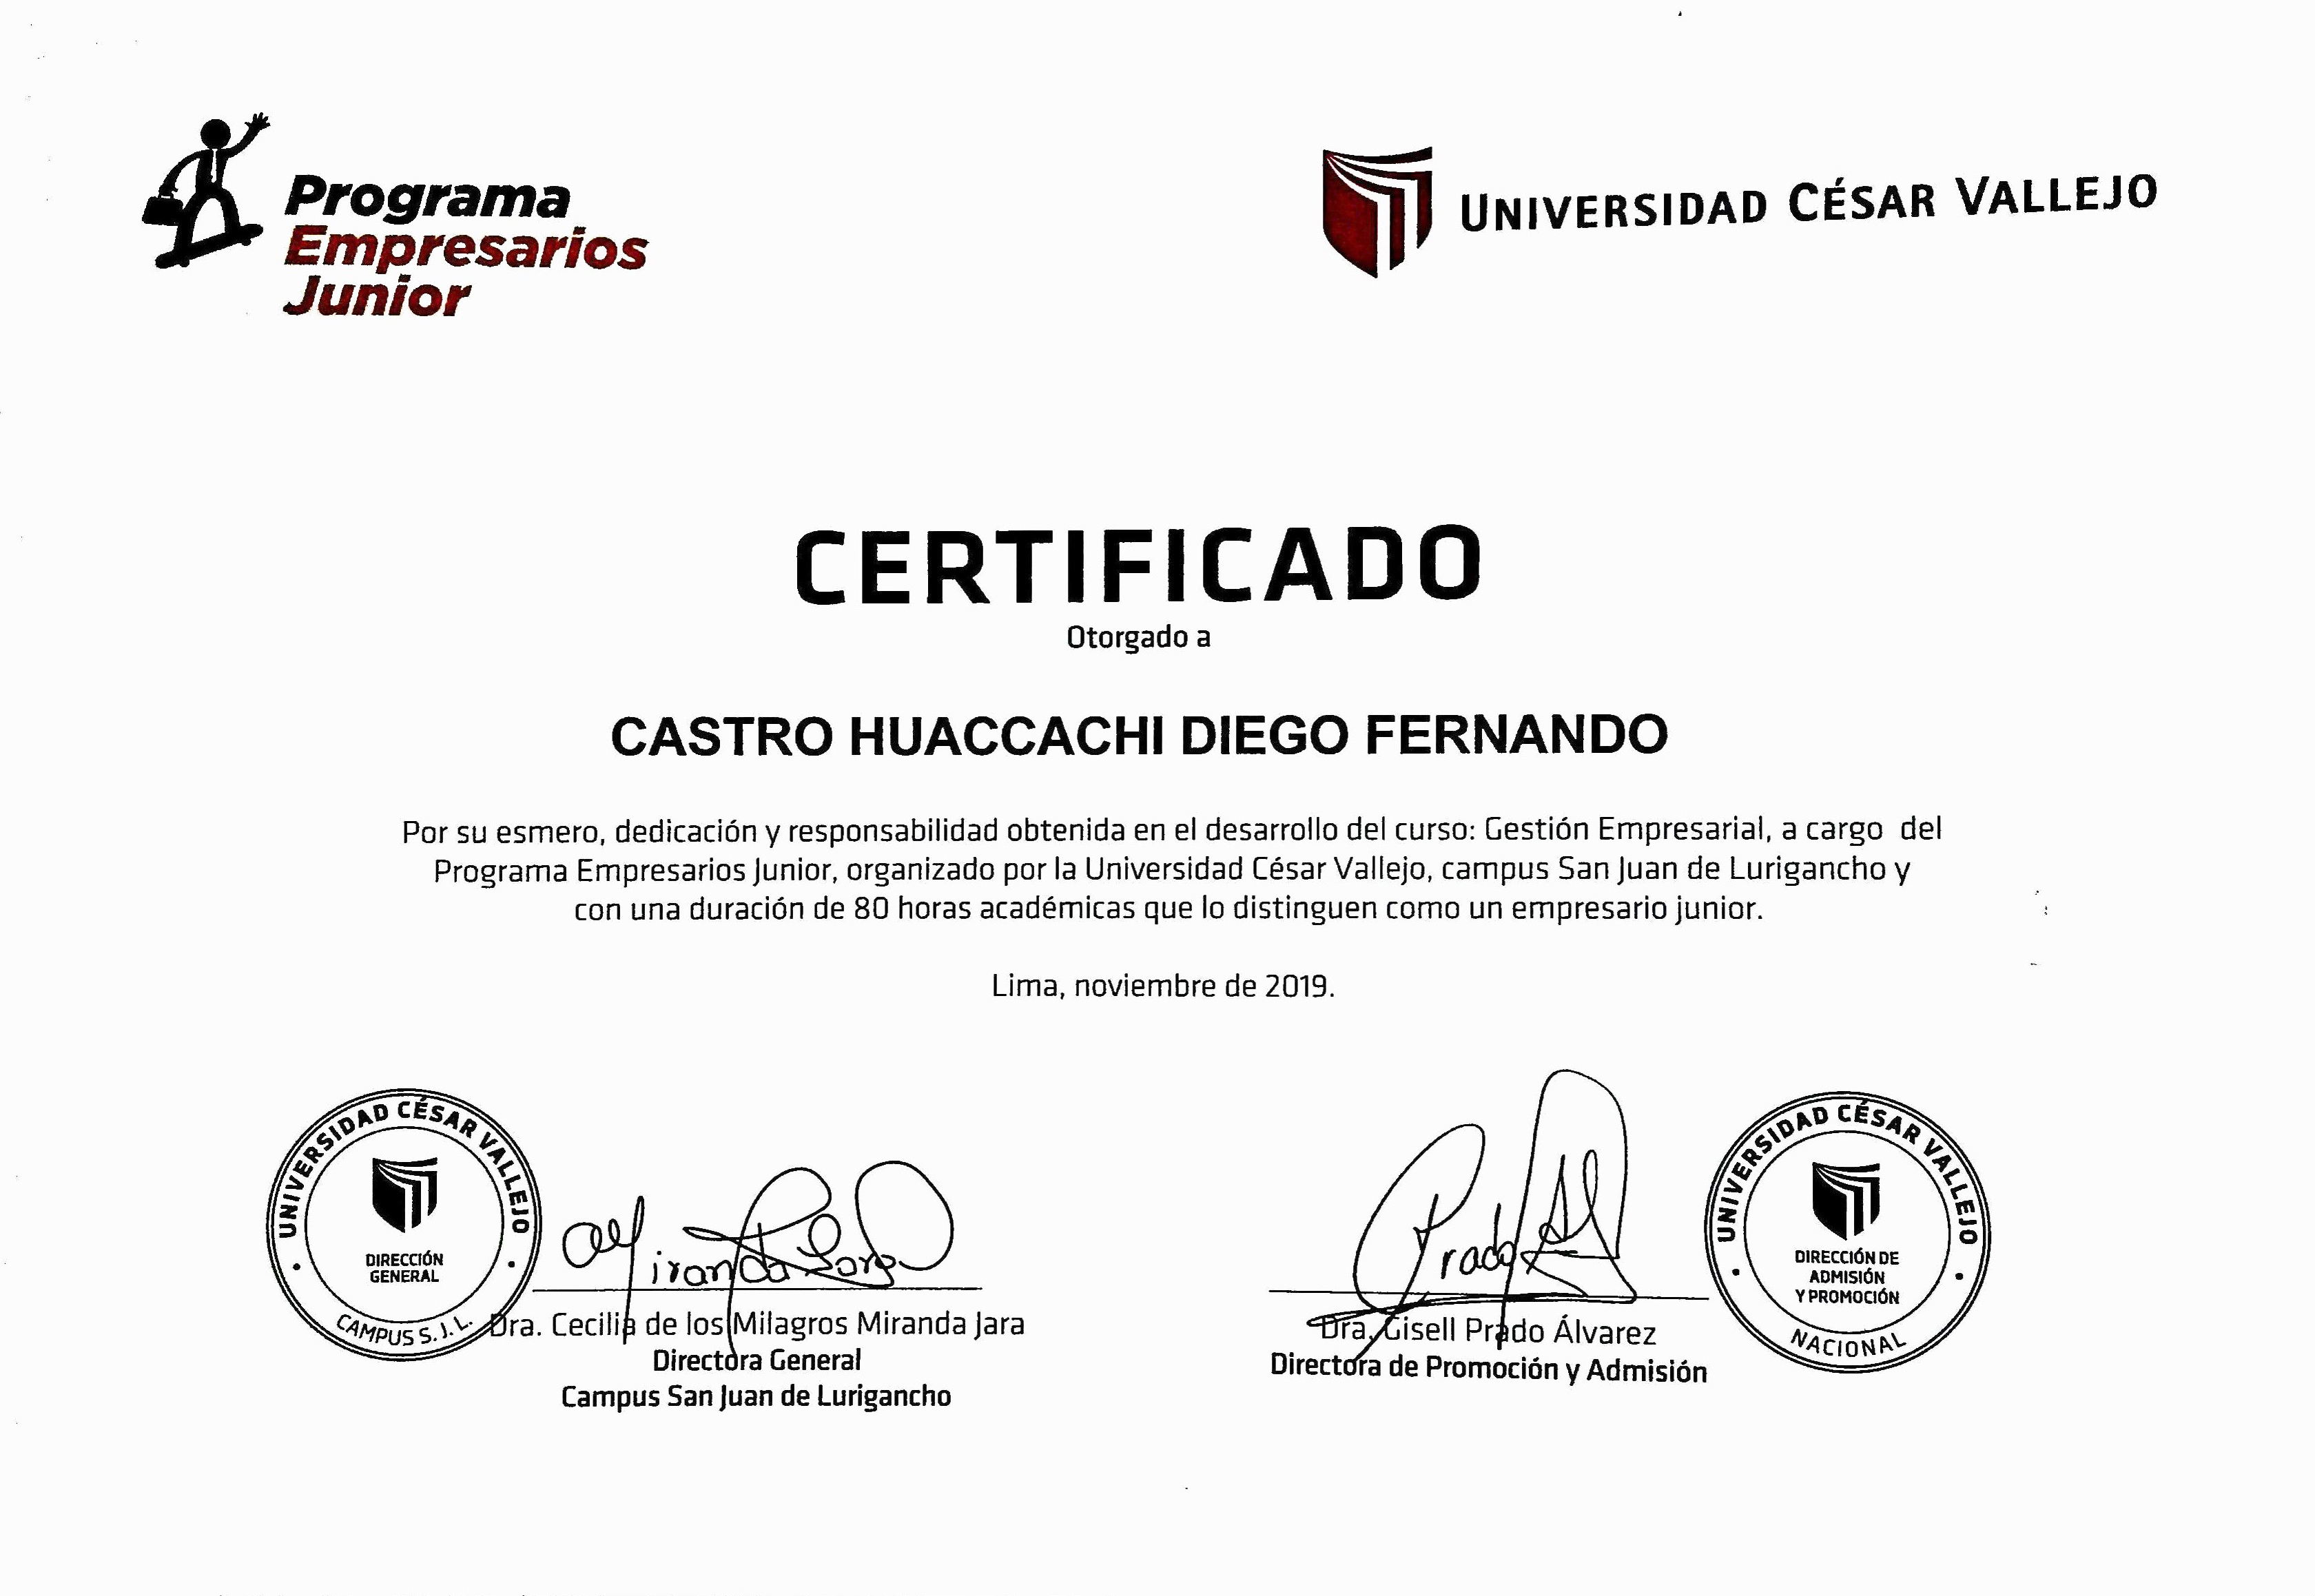 Programa
Empresarios
Junior
UNIVERSIDAD CÉSAR VALLEJO
CERTIFICADO
Otorgado a
CASTRO HUACCACHI DIEGO FERNANDO
Por su esmero, dedicación y responsabilidad obtenida en el desarrollo del curso: Gestión Empresarial, a cargo del
Programa Empresarios Junior, organizado por la Universidad César Vallejo, campus San Juan de Lurigancho y
con una duración de 80 horas académicas que lo distinguen como un empresario junior.
Lima, noviembre de 2019.
UNIVERSIDAD CÉSAR VALLEJO
DIRECCIÓN
GENERAL
CAMPUS S.J.L.
Dra. Cecilia de los Milagros Miranda Jara
Directora General
Campus San Juan de Lurigancho
Prado
Dra. Gisell Prado Álvarez
Directora de Promoción y Admisión
UNIVERSIDAD CÉSAR VALLEJO
DIRECCIÓN DE
ADMISIÓN
Y PROMOCIÓN
NACIONAL